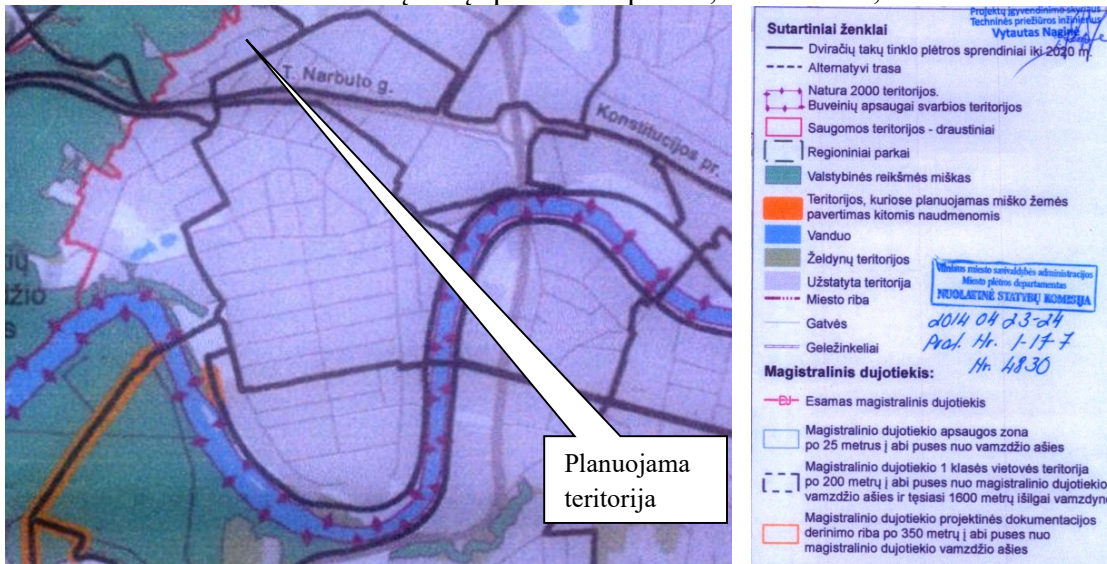 T. Narbuto g.
Konstitucijos pr.
džio
Planuojama
teritorija
Projektų įgyvendinimo skyriaus
Techninės priežiūros inžinierius
Vytautas
Sutartiniai ženklai
Dviračių takų tinklo plėtros sprendiniai iki 2020 m.
Alternatyvi trasa
Natura 2000 teritorijos.
Buveinių apsaugai svarbios teritorijos
Saugomos teritorijos - draustiniai
Regioniniai parkai
Valstybinės reikšmės miškas
Teritorijos, kuriose planuojamas miško žemės
pavertimas kitomis naudmenomis
Vanduo
Želdynų teritorijos
Užstatyta teritorija
Miesto riba
Gatvės
Geležinkeliai
Vilniaus miesto savivaldybės administracijos
Miesto plėtros departamentas
NUOLATINĖ STATYBŲ KOMISIJA
2014 04 23-24
Prot. Nr. 1-17-7
Nr. 4830
Magistralinis dujotiekis:
Esamas magistralinis dujotiekis
Magistralinio dujotiekio apsaugos zona
po 25 metrus į abi puses nuo vamzdžio ašies
Magistralinio dujotiekio 1 klasės vietovės teritorija
po 200 metrų į abi puses nuo magistralinio dujotiekio
vamzdžio ašies ir tęsiasi 1600 metrų išilgai vamzdyno
Magistralinio dujotiekio projektinės dokumentacijos
derinimo riba po 350 metrų į abi puses nuo
magistralinio dujotiekio vamzdžio ašies